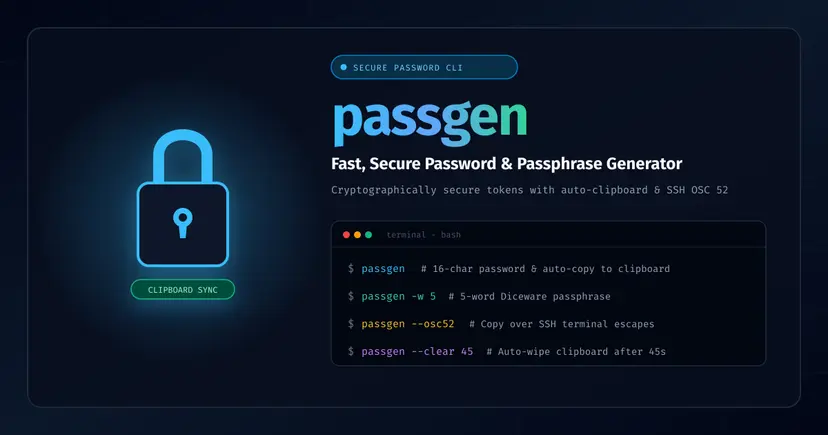 SECURE PASSWORD CLI
passgen
Fast, Secure Password & Passphrase Generator
Cryptographically secure tokens with auto-clipboard & SSH OSC 52
CLIPBOARD SYNC
terminal - bash
$ passgen # 16-char password & auto-copy to clipboard
$ passgen -w 5 # 5-word Diceware passphrase
$ passgen --osc52 # Copy over SSH terminal escapes
$ passgen --clear 45 # Auto-wipe clipboard after 45s